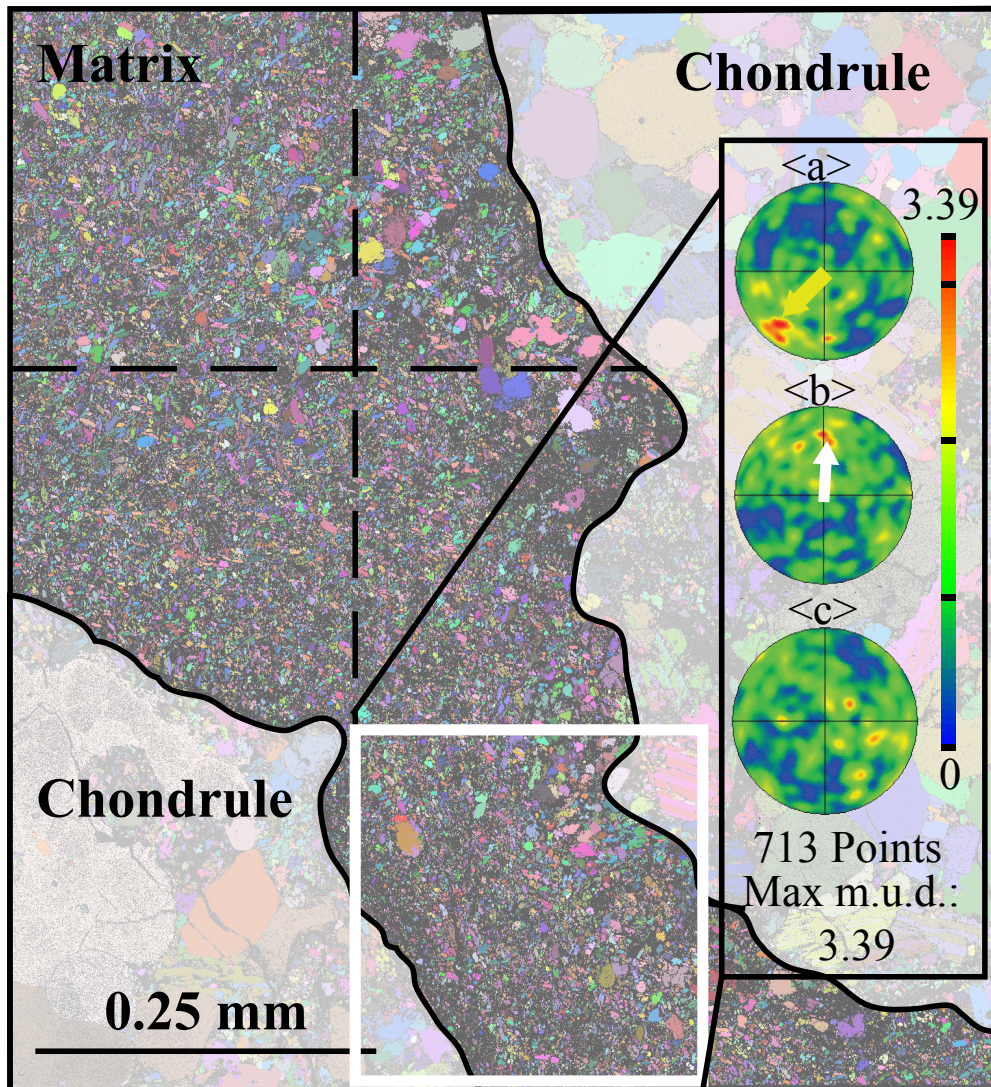 Matrix
Chondrule
<a>
3.39
<b>
<c>
0
Chondrule
713 Points
Max m.u.d.:
3.39
0.25 mm